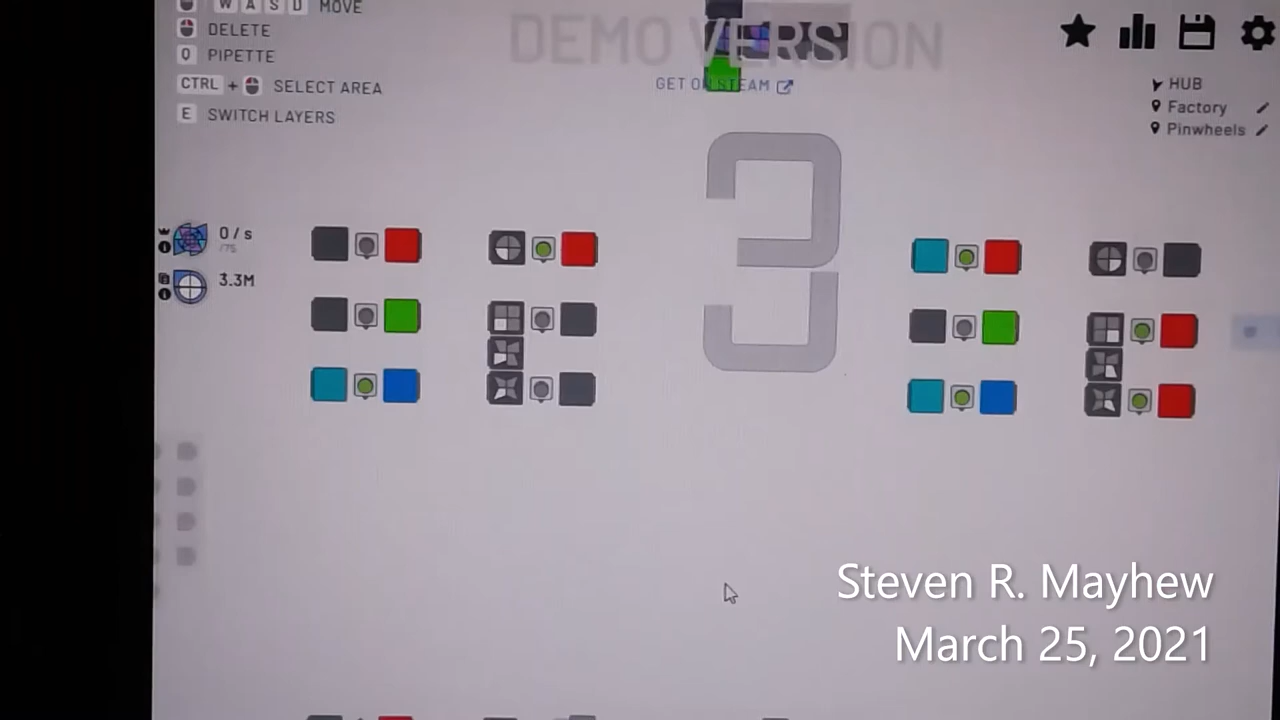 W A S D MOVE
DELETE
Q PIPETTE
CTRL + SELECT AREA
E SWITCH LAYERS
DEMO VERSION
GET ON STEAM
HUB
Factory
Pinwheels
0 / s
/75
3.3M
Steven R. Mayhew
March 25, 2021